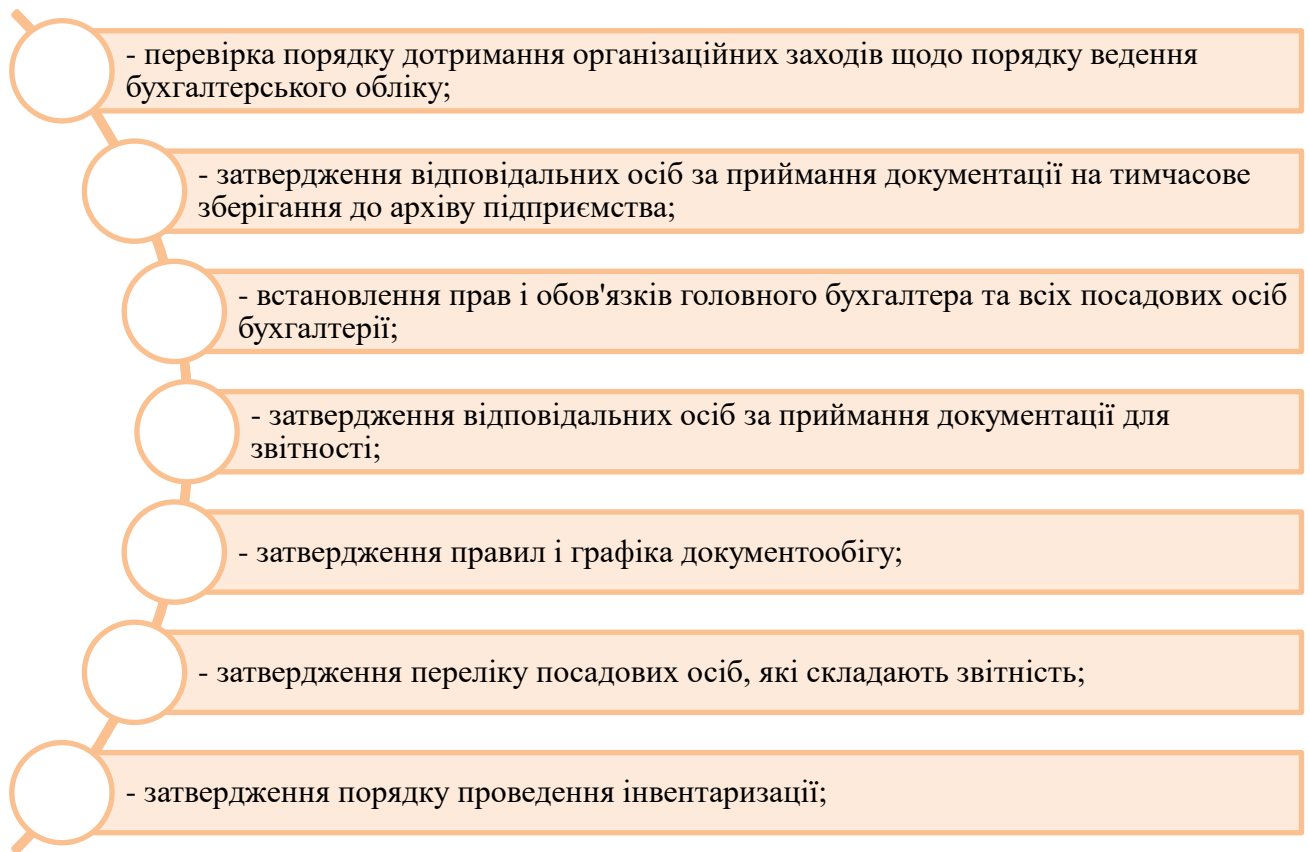 - перевірка порядку дотримання організаційних заходів щодо порядку ведення
бухгалтерського обліку;
- затвердження відповідальних осіб за приймання документації на тимчасове
зберігання до архіву підприємства;
- встановлення прав і обов'язків головного бухгалтера та всіх посадових осіб
бухгалтерії;
- затвердження відповідальних осіб за приймання документації для
звітності;
- затвердження правил і графіка документообігу;
- затвердження переліку посадових осіб, які складають звітність;
- затвердження порядку проведення інвентаризації;